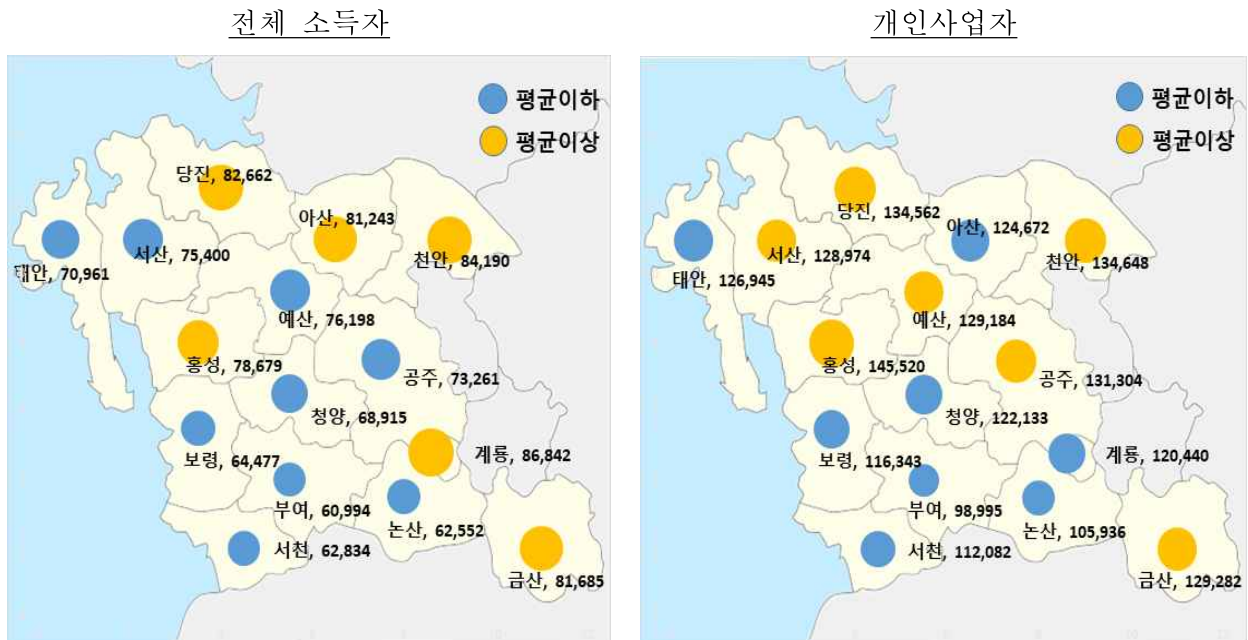 전체 소득자
평균이하
평균이상
당진, 82,662
아산, 81,243
천안, 84,190
서산, 75,400
태안, 70,961
예산, 76,198
홍성, 78,679
공주, 73,261
청양, 68,915
보령, 64,477
계룡, 86,842
부여, 60,994
논산, 62,552
서천, 62,834
금산, 81,685
개인사업자
평균이하
평균이상
당진, 134,562
아산, 124,672
천안, 134,648
서산, 128,974
태안, 126,945
예산, 129,184
홍성, 145,520
공주, 131,304
청양, 122,133
보령, 116,343
계룡, 120,440
부여, 98,995
논산, 105,936
서천, 112,082
금산, 129,282